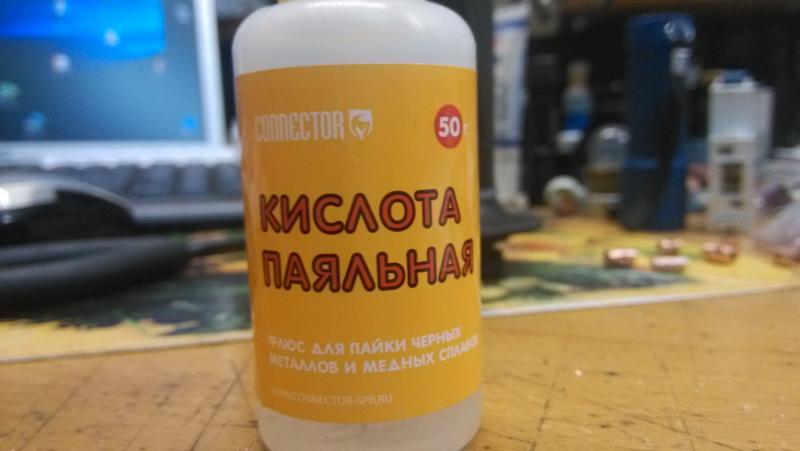 CONNECTOR
50 г.
КИСЛОТА
ПАЯЛЬНАЯ
ФЛЮС ДЛЯ ПАЙКИ ЧЕРНЫХ
МЕТАЛЛОВ И МЕДНЫХ СПЛАВОВ
WWW.CONNECTOR-SPB.RU